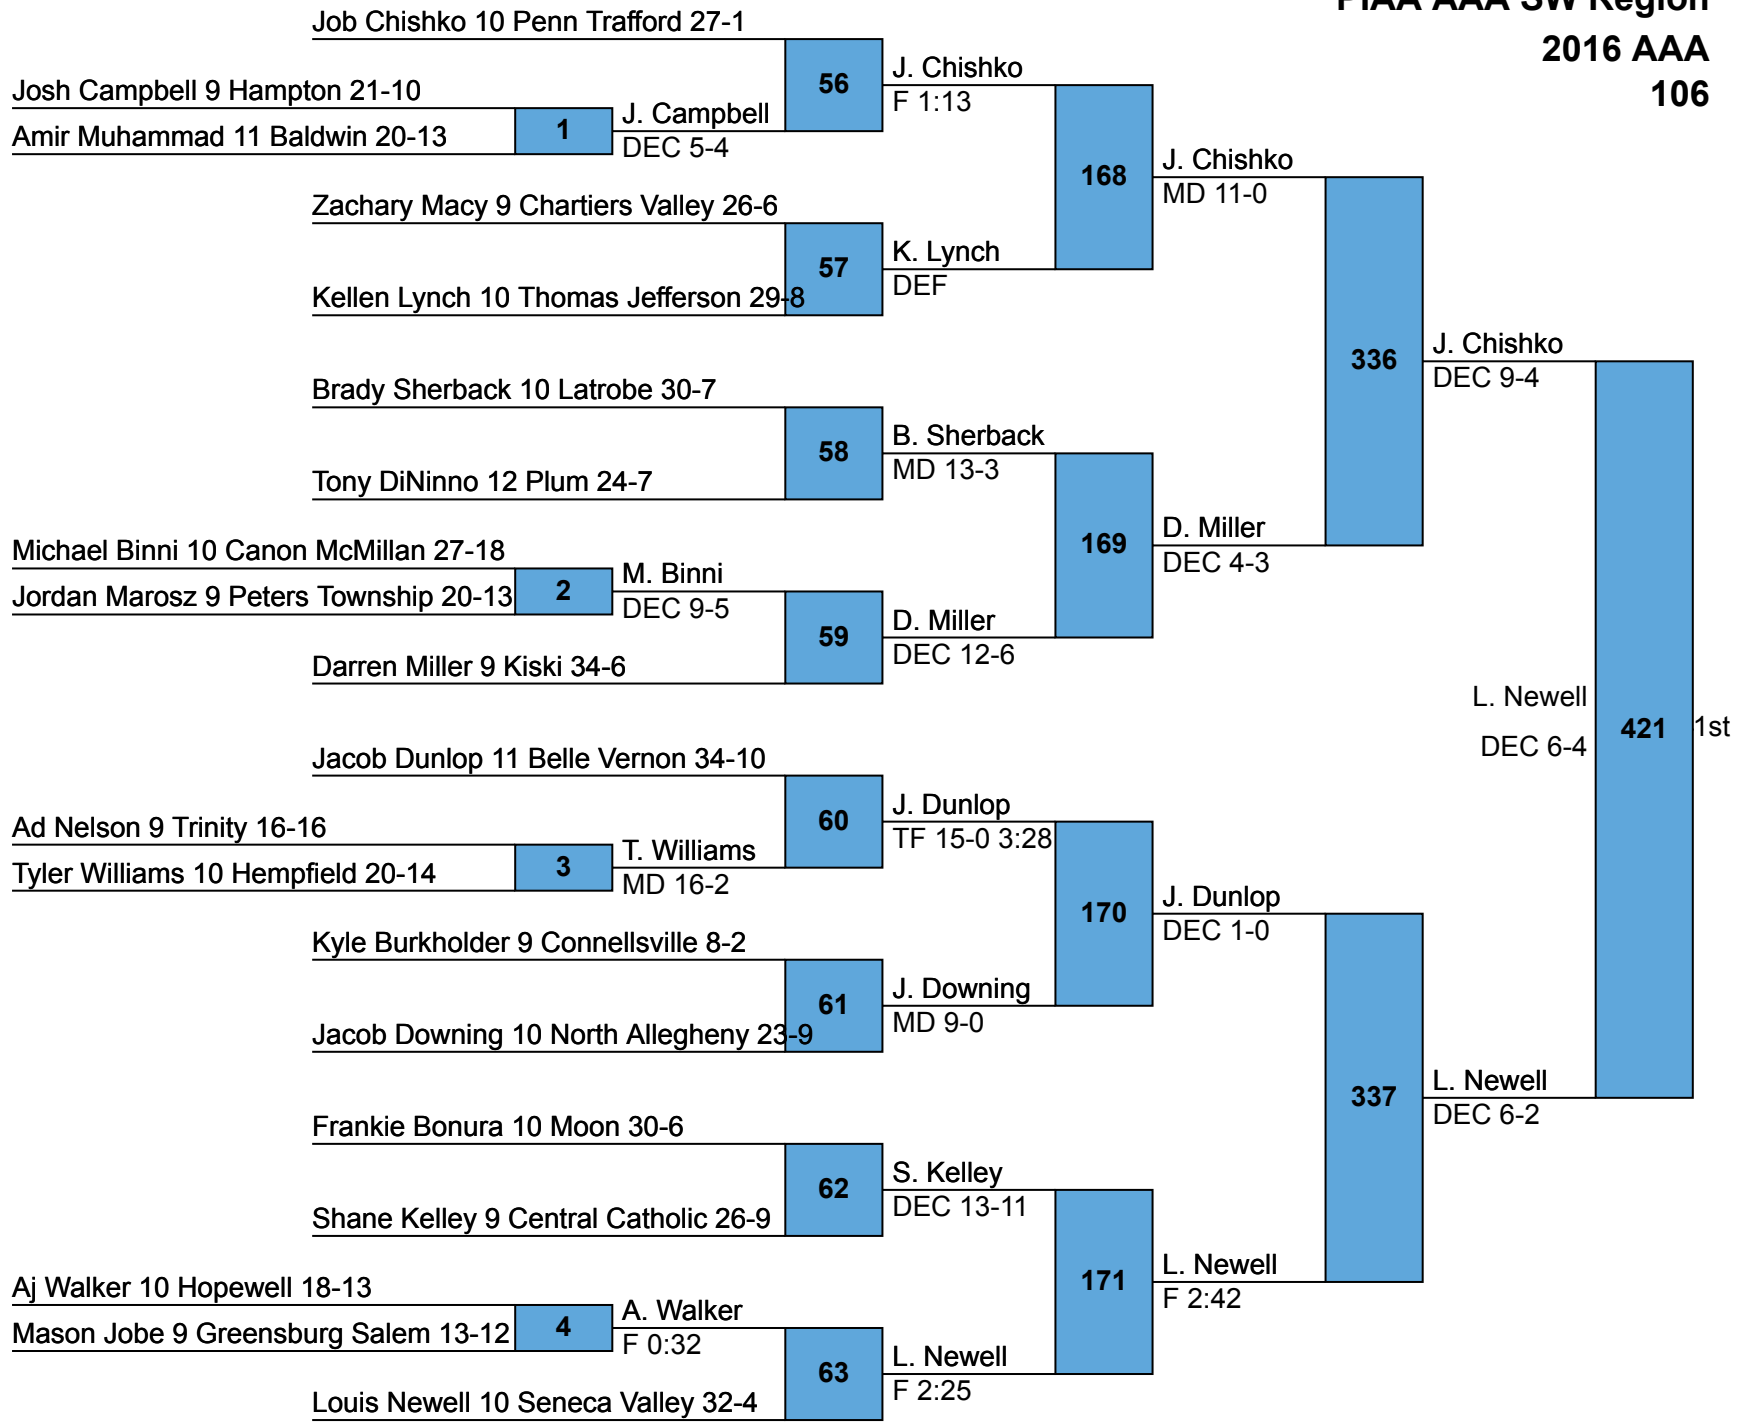 PIAA AAA SW Region
2016 AAA
106
Job Chishko 10 Penn Trafford 27-1
56
J. Chishko
F 1:13
Josh Campbell 9 Hampton 21-10
Amir Muhammad 11 Baldwin 20-13
1
J. Campbell
DEC 5-4
168
J. Chishko
MD 11-0
Zachary Macy 9 Chartiers Valley 26-6
Kellen Lynch 10 Thomas Jefferson 29-8
57
K. Lynch
DEF
336
J. Chishko
DEC 9-4
Brady Sherback 10 Latrobe 30-7
Tony DiNinno 12 Plum 24-7
58
B. Sherback
MD 13-3
169
D. Miller
DEC 4-3
Michael Binni 10 Canon McMillan 27-18
Jordan Marosz 9 Peters Township 20-13
2
M. Binni
DEC 9-5
Darren Miller 9 Kiski 34-6
59
D. Miller
DEC 12-6
L. Newell
DEC 6-4
421
1st
Jacob Dunlop 11 Belle Vernon 34-10
60
J. Dunlop
TF 15-0 3:28
Ad Nelson 9 Trinity 16-16
Tyler Williams 10 Hempfield 20-14
3
T. Williams
MD 16-2
170
J. Dunlop
DEC 1-0
Kyle Burkholder 9 Connellsville 8-2
Jacob Downing 10 North Allegheny 23-9
61
J. Downing
MD 9-0
337
L. Newell
DEC 6-2
Frankie Bonura 10 Moon 30-6
Shane Kelley 9 Central Catholic 26-9
62
S. Kelley
DEC 13-11
171
L. Newell
F 2:42
Aj Walker 10 Hopewell 18-13
Mason Jobe 9 Greensburg Salem 13-12
4
A. Walker
F 0:32
Louis Newell 10 Seneca Valley 32-4
63
L. Newell
F 2:25